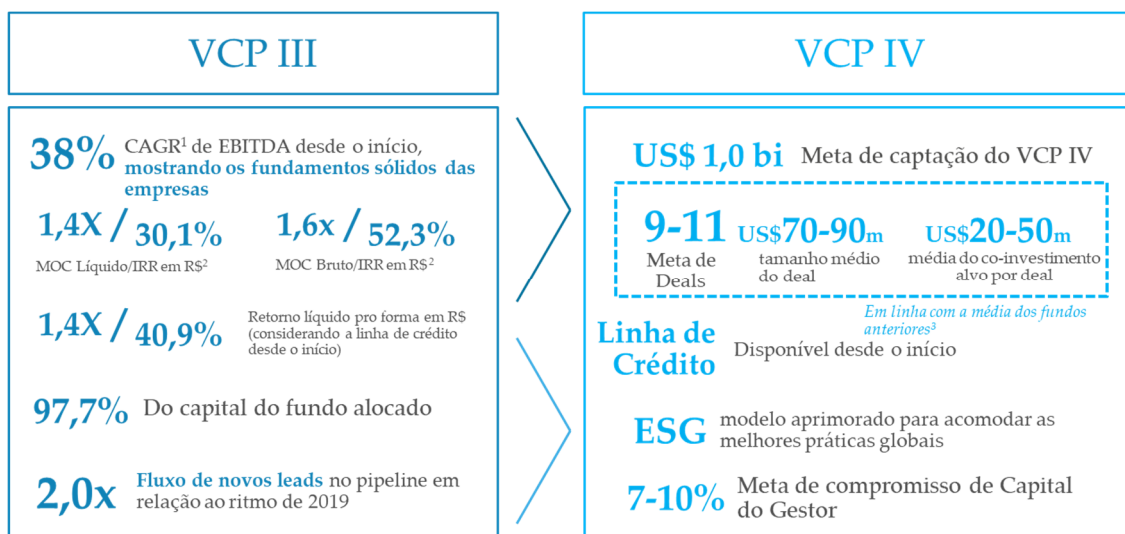 VCP III
38% CAGR¹ de EBITDA desde o início,
mostrando os fundamentos sólidos das
empresas
1,4X / 30,1%
MOC Líquido/IRR em R$²
1,6x / 52,3%
MOC Bruto/IRR em R$²
1,4X / 40,9%
Retorno líquido pro forma em R$
(considerando a linha de crédito
desde o início)
97,7% Do capital do fundo alocado
2,0x Fluxo de novos leads no pipeline em
relação ao ritmo de 2019
VCP IV
US$ 1,0 bi Meta de captação do VCP IV
9-11
Meta de
Deals
US$70-90m
tamanho médio
do deal
US$20-50m
média do co-investimento
alvo por deal
Em linha com a média dos fundos
anteriores³
Linha de
Crédito
Disponível desde o início
ESG modelo aprimorado para acomodar as
melhores práticas globais
7-10% Meta de compromisso de Capital
do Gestor